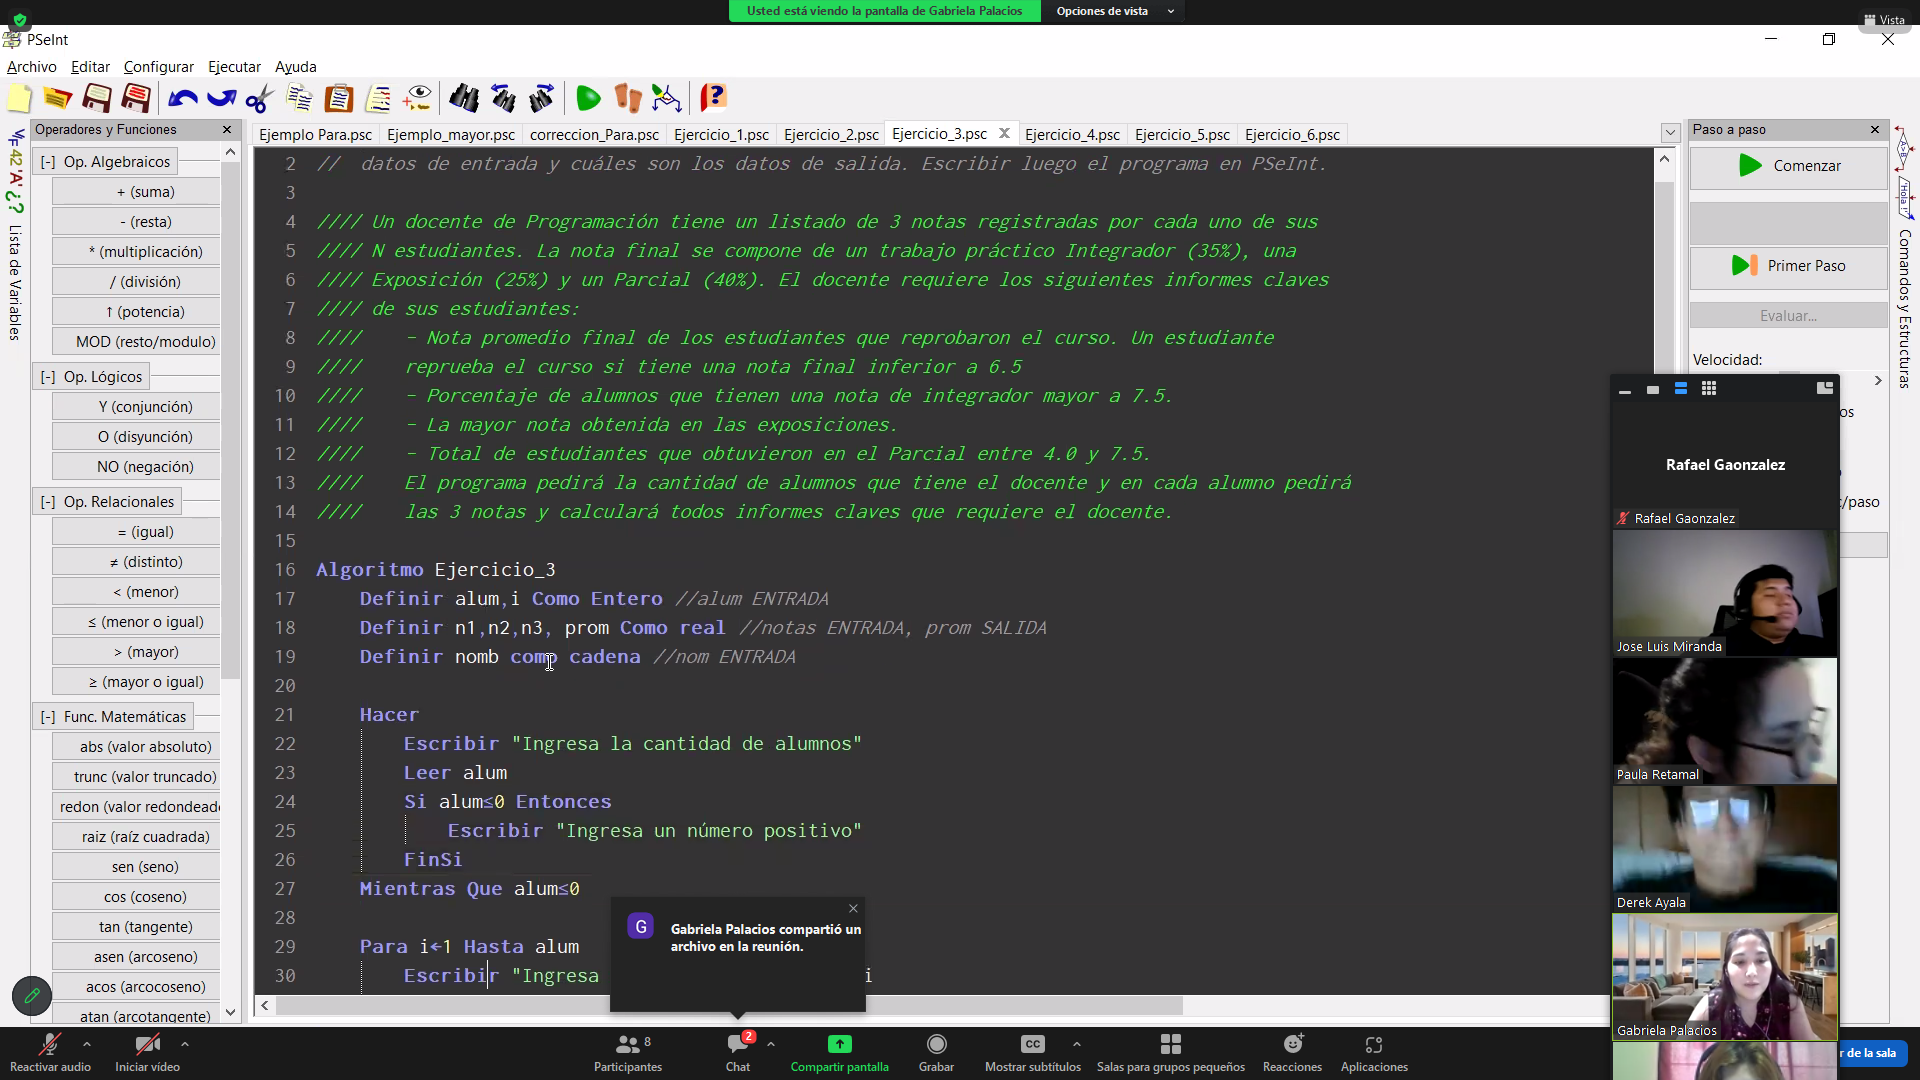 Usted está viendo la pantalla de Gabriela Palacios
Opciones de vista
Vista
PSeInt
Archivo Editar Configurar Ejecutar Ayuda
Operadores y Funciones
Ejemplo Para.psc Ejemplo_mayor.psc correccion_Para.psc Ejercicio_1.psc Ejercicio_2.psc Ejercicio_3.psc Ejercicio_4.psc Ejercicio_5.psc Ejercicio_6.psc
Lista de Variables
[-] Op. Algebraicos
+ (suma)
- (resta)
* (multiplicación)
/ (división)
↑ (potencia)
MOD (resto/modulo)
[-] Op. Lógicos
Y (conjunción)
O (disyunción)
NO (negación)
[-] Op. Relacionales
= (igual)
≠ (distinto)
< (menor)
≤ (menor o igual)
> (mayor)
≥ (mayor o igual)
[-] Func. Matemáticas
abs (valor absoluto)
trunc (valor truncado)
redon (valor redondeado
raiz (raíz cuadrada)
sen (seno)
cos (coseno)
tan (tangente)
asen (arcoseno)
acos (arcocoseno)
atan (arcotangente)
2 // datos de entrada y cuáles son los datos de salida. Escribir luego el programa en PSeInt.
3
4 //// Un docente de Programación tiene un listado de 3 notas registradas por cada uno de sus
5 //// N estudiantes. La nota final se compone de un trabajo práctico Integrador (35%), una
6 //// Exposición (25%) y un Parcial (40%). El docente requiere los siguientes informes claves
7 //// de sus estudiantes:
8 //// - Nota promedio final de los estudiantes que reprobaron el curso. Un estudiante
9 //// reprueba el curso si tiene una nota final inferior a 6.5
10 //// - Porcentaje de alumnos que tienen una nota de integrador mayor a 7.5.
11 //// - La mayor nota obtenida en las exposiciones.
12 //// - Total de estudiantes que obtuvieron en el Parcial entre 4.0 y 7.5.
13 //// El programa pedirá la cantidad de alumnos que tiene el docente y en cada alumno pedirá
14 //// las 3 notas y calculará todos informes claves que requiere el docente.
15
16 Algoritmo Ejercicio_3
17 Definir alum,i Como Entero //alum ENTRADA
18 Definir n1,n2,n3, prom Como real //notas ENTRADA, prom SALIDA
19 Definir nomb como cadena //nom ENTRADA
20
21 Hacer
22 Escribir "Ingresa la cantidad de alumnos"
23 Leer alum
24 Si alum≤0 Entonces
25 Escribir "Ingresa un número positivo"
26 FinSi
27 Mientras Que alum≤0
28
29 Para i←1 Hasta alum
30 Escribir "Ingresa i
Gabriela Palacios compartió un
archivo en la reunión.
G
Paso a paso
Comenzar
Primer Paso
Evaluar...
Velocidad:
os
/paso
Comandos y Estructuras
Rafael Gaonzalez
Rafael Gaonzalez
Jose Luis Miranda
Paula Retamal
Derek Ayala
Gabriela Palacios
Reactivar audio
Iniciar vídeo
8
Participantes
2
Chat
Compartir pantalla
Grabar
CC
Mostrar subtítulos
Salas para grupos pequeños
Reacciones
Aplicaciones
r de la sala